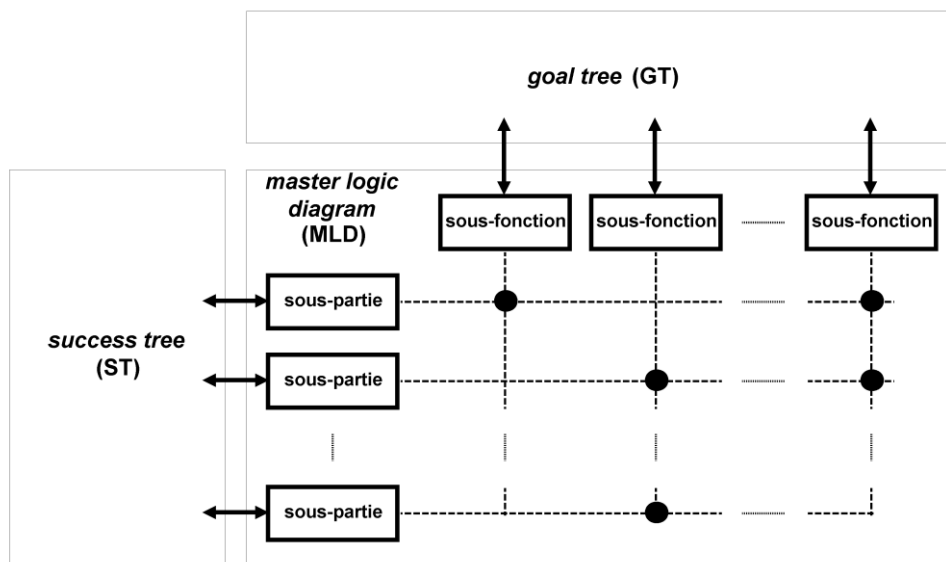 goal tree (GT)
master logic
diagram
(MLD)
sous-fonction
sous-fonction
sous-fonction
sous-partie
success tree
(ST)
sous-partie
sous-partie